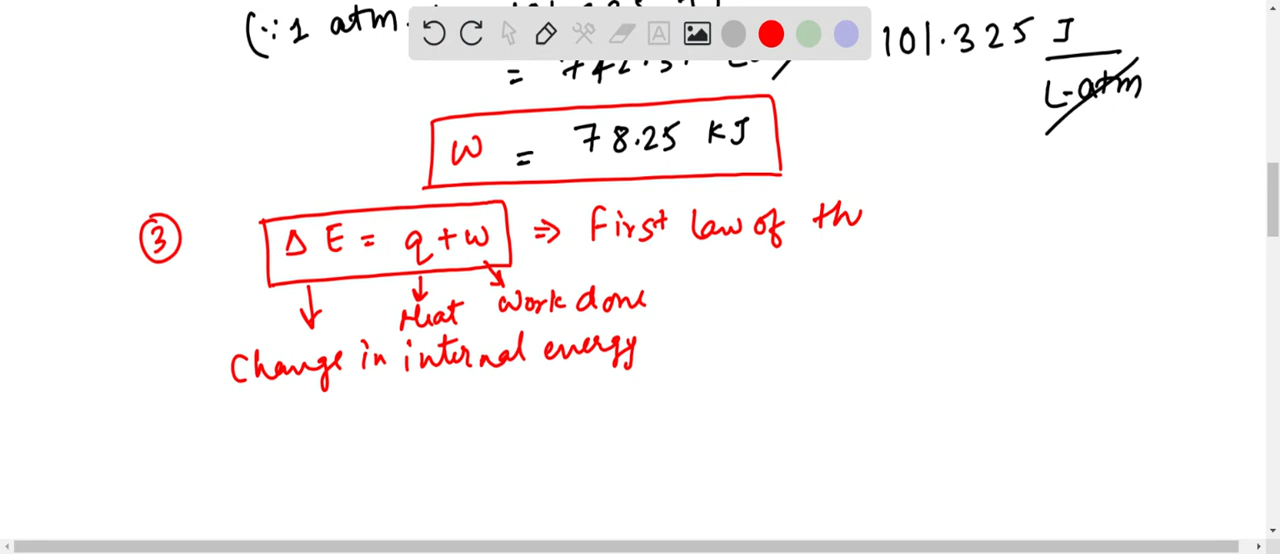 (∵ 1 atm.
101.325 J
L-atm
=
W = 78.25 KJ
③ Δ E = q + w ⇒ First law of th
Heat work done
Change in internal energy